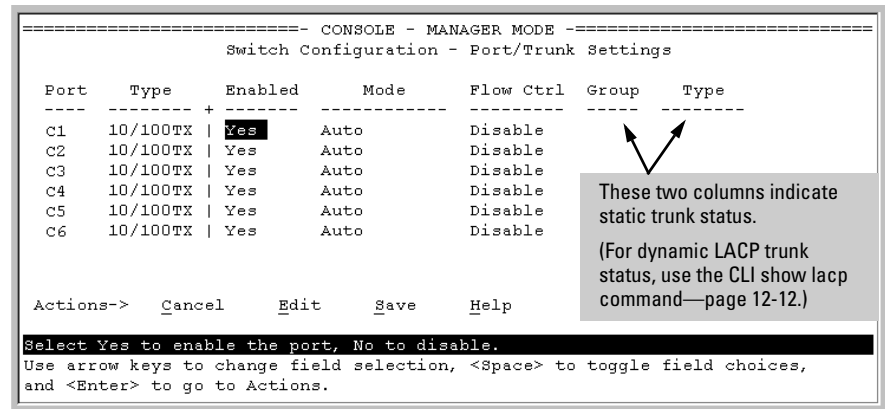 ==========================- CONSOLE - MANAGER MODE -============================
Switch Configuration - Port/Trunk Settings
Port Type Enabled Mode Flow Ctrl Group Type
---- -------- + ------- ------------ --------- ----- --------
C1 10/100TX | Yes Auto Disable
C2 10/100TX | Yes Auto Disable
C3 10/100TX | Yes Auto Disable
C4 10/100TX | Yes Auto Disable
C5 10/100TX | Yes Auto Disable
C6 10/100TX | Yes Auto Disable
These two columns indicate
static trunk status.
(For dynamic LACP trunk
status, use the CLI show lacp
command—page 12-12.)
Actions-> Cancel Edit Save Help
Select Yes to enable the port, No to disable.
Use arrow keys to change field selection, <Space> to toggle field choices,
and <Enter> to go to Actions.